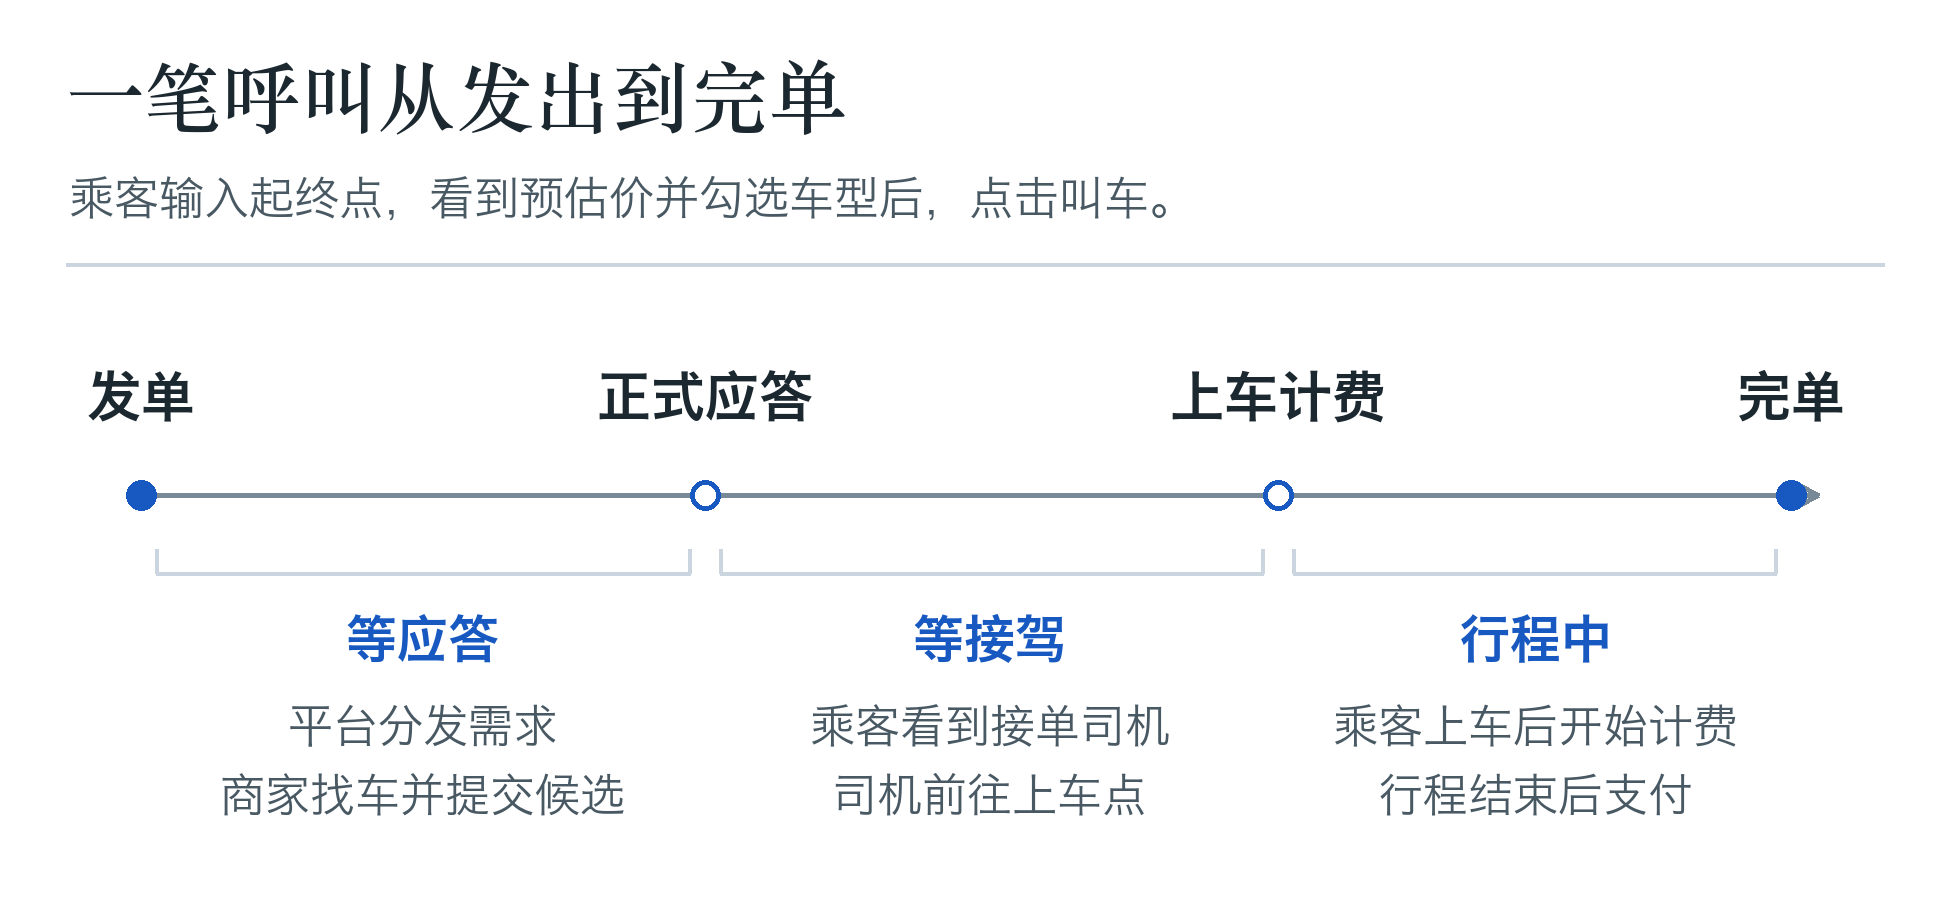 一笔呼叫从发出到完单
乘客输入起终点，看到预估价并勾选车型后，点击叫车。
发单
正式应答
上车计费
完单
等应答
等接驾
行程中
平台分发需求
商家找车并提交候选
乘客看到接单司机
司机前往上车点
乘客上车后开始计费
行程结束后支付